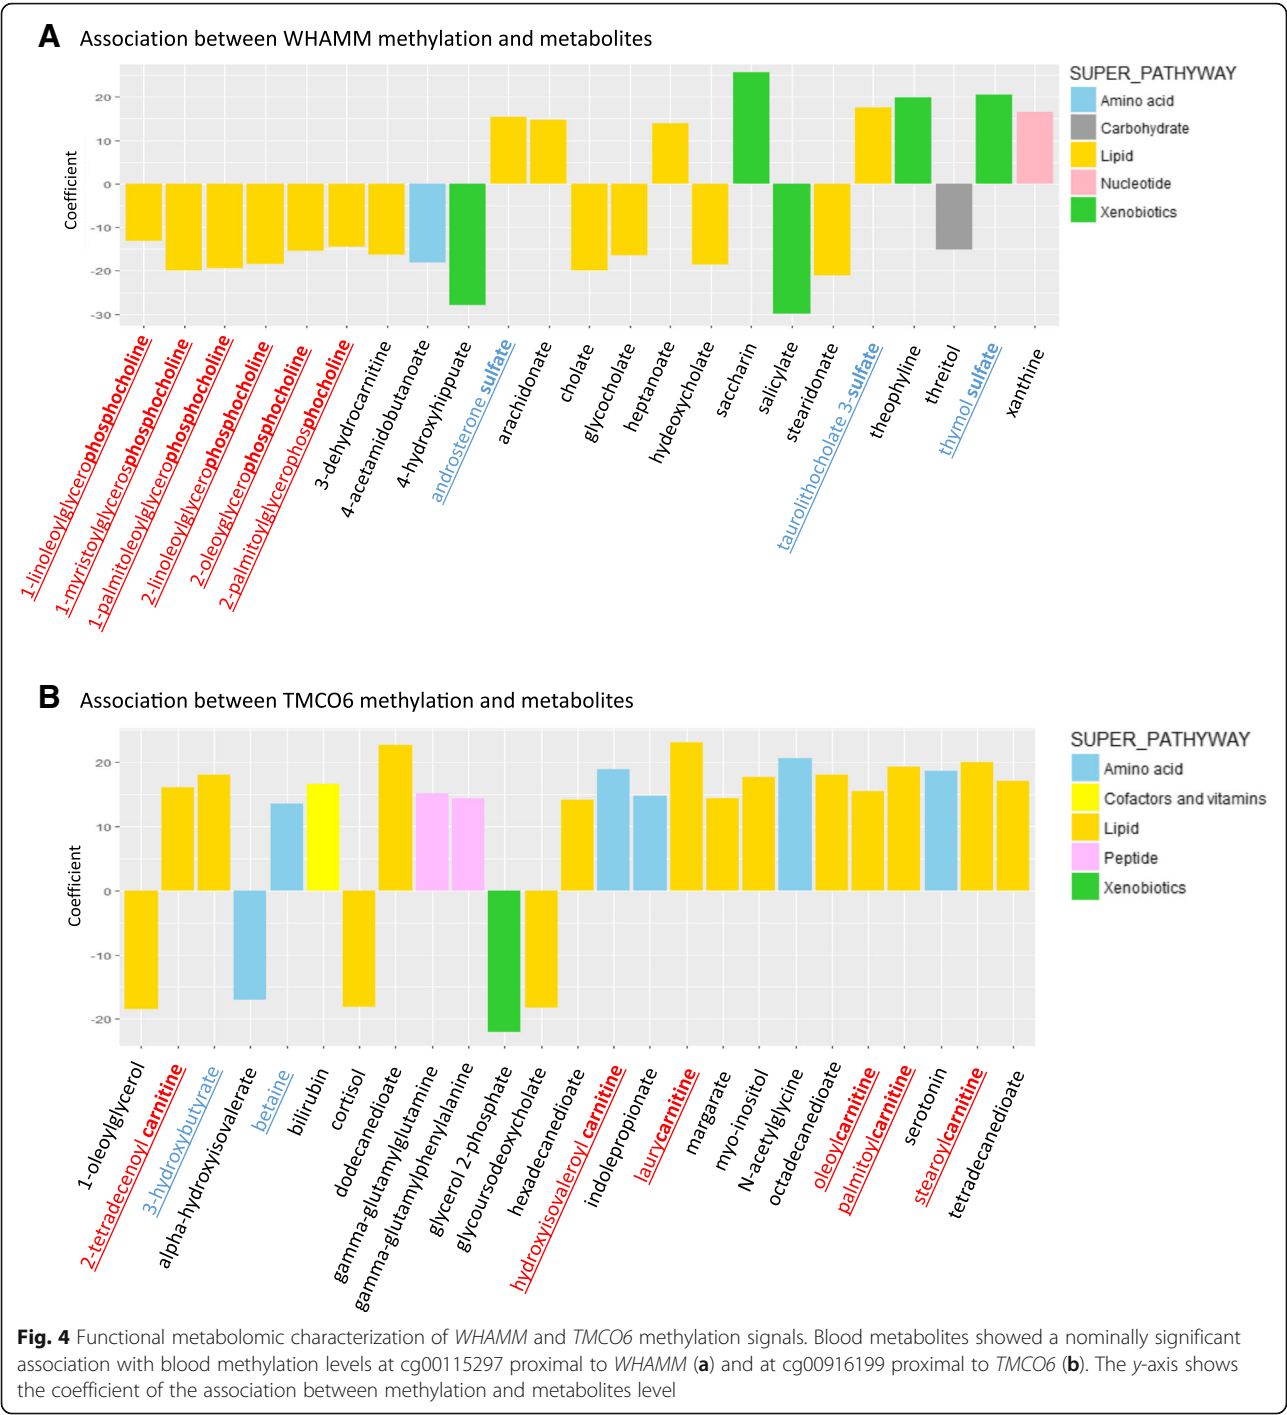 A Association between WHAMM methylation and metabolites
SUPER_PATHYWAY
Amino acid
Carbohydrate
Lipid
Nucleotide
Xenobiotics
Coefficient
20
10
0
-10
-20
-30
1-linoleoylglycerophosphocholine
1-myristoylglycerosphosphocholine
1-palmitoleoylglycerophosphocholine
2-linoleoylglycerophosphocholine
2-oleoyglycerophosphocholine
2-palmitoylglycerophosphocholine
3-dehydrocarnitine
4-acetamidobutanoate
4-hydroxyhippuate
androsterone sulfate
arachidonate
cholate
glycocholate
heptanoate
hydeoxycholate
saccharin
salicylate
stearidonate
taurolithocholate 3-sulfate
theophyline
threitol
thymol sulfate
xanthine
B Association between TMCO6 methylation and metabolites
SUPER_PATHYWAY
Amino acid
Cofactors and vitamins
Lipid
Peptide
Xenobiotics
Coefficient
20
10
0
-10
-20
1-oleoylglycerol
2-tetradecenoyl carnitine
3-hydroxybutyrate
alpha-hydroxyisovalerate
betaine
bilirubin
cortisol
dodecanedioate
gamma-glutamylglutamine
gamma-glutamylphenylalanine
glycerol 2-phosphate
glycoursodeoxycholate
hexadecanedioate
hydroxyisovaleroyl carnitine
indolepropionate
laurycarnitine
margarate
myo-inositol
N-acetylglycine
octadecanedioate
oleoylcarnitine
palmitoylcarnitine
serotonin
stearoylcarnitine
tetradecanedioate
Fig. 4 Functional metabolomic characterization of WHAMM and TMCO6 methylation signals. Blood metabolites showed a nominally significant
association with blood methylation levels at cg00115297 proximal to WHAMM (a) and at cg00916199 proximal to TMCO6 (b). The y-axis shows
the coefficient of the association between methylation and metabolites level